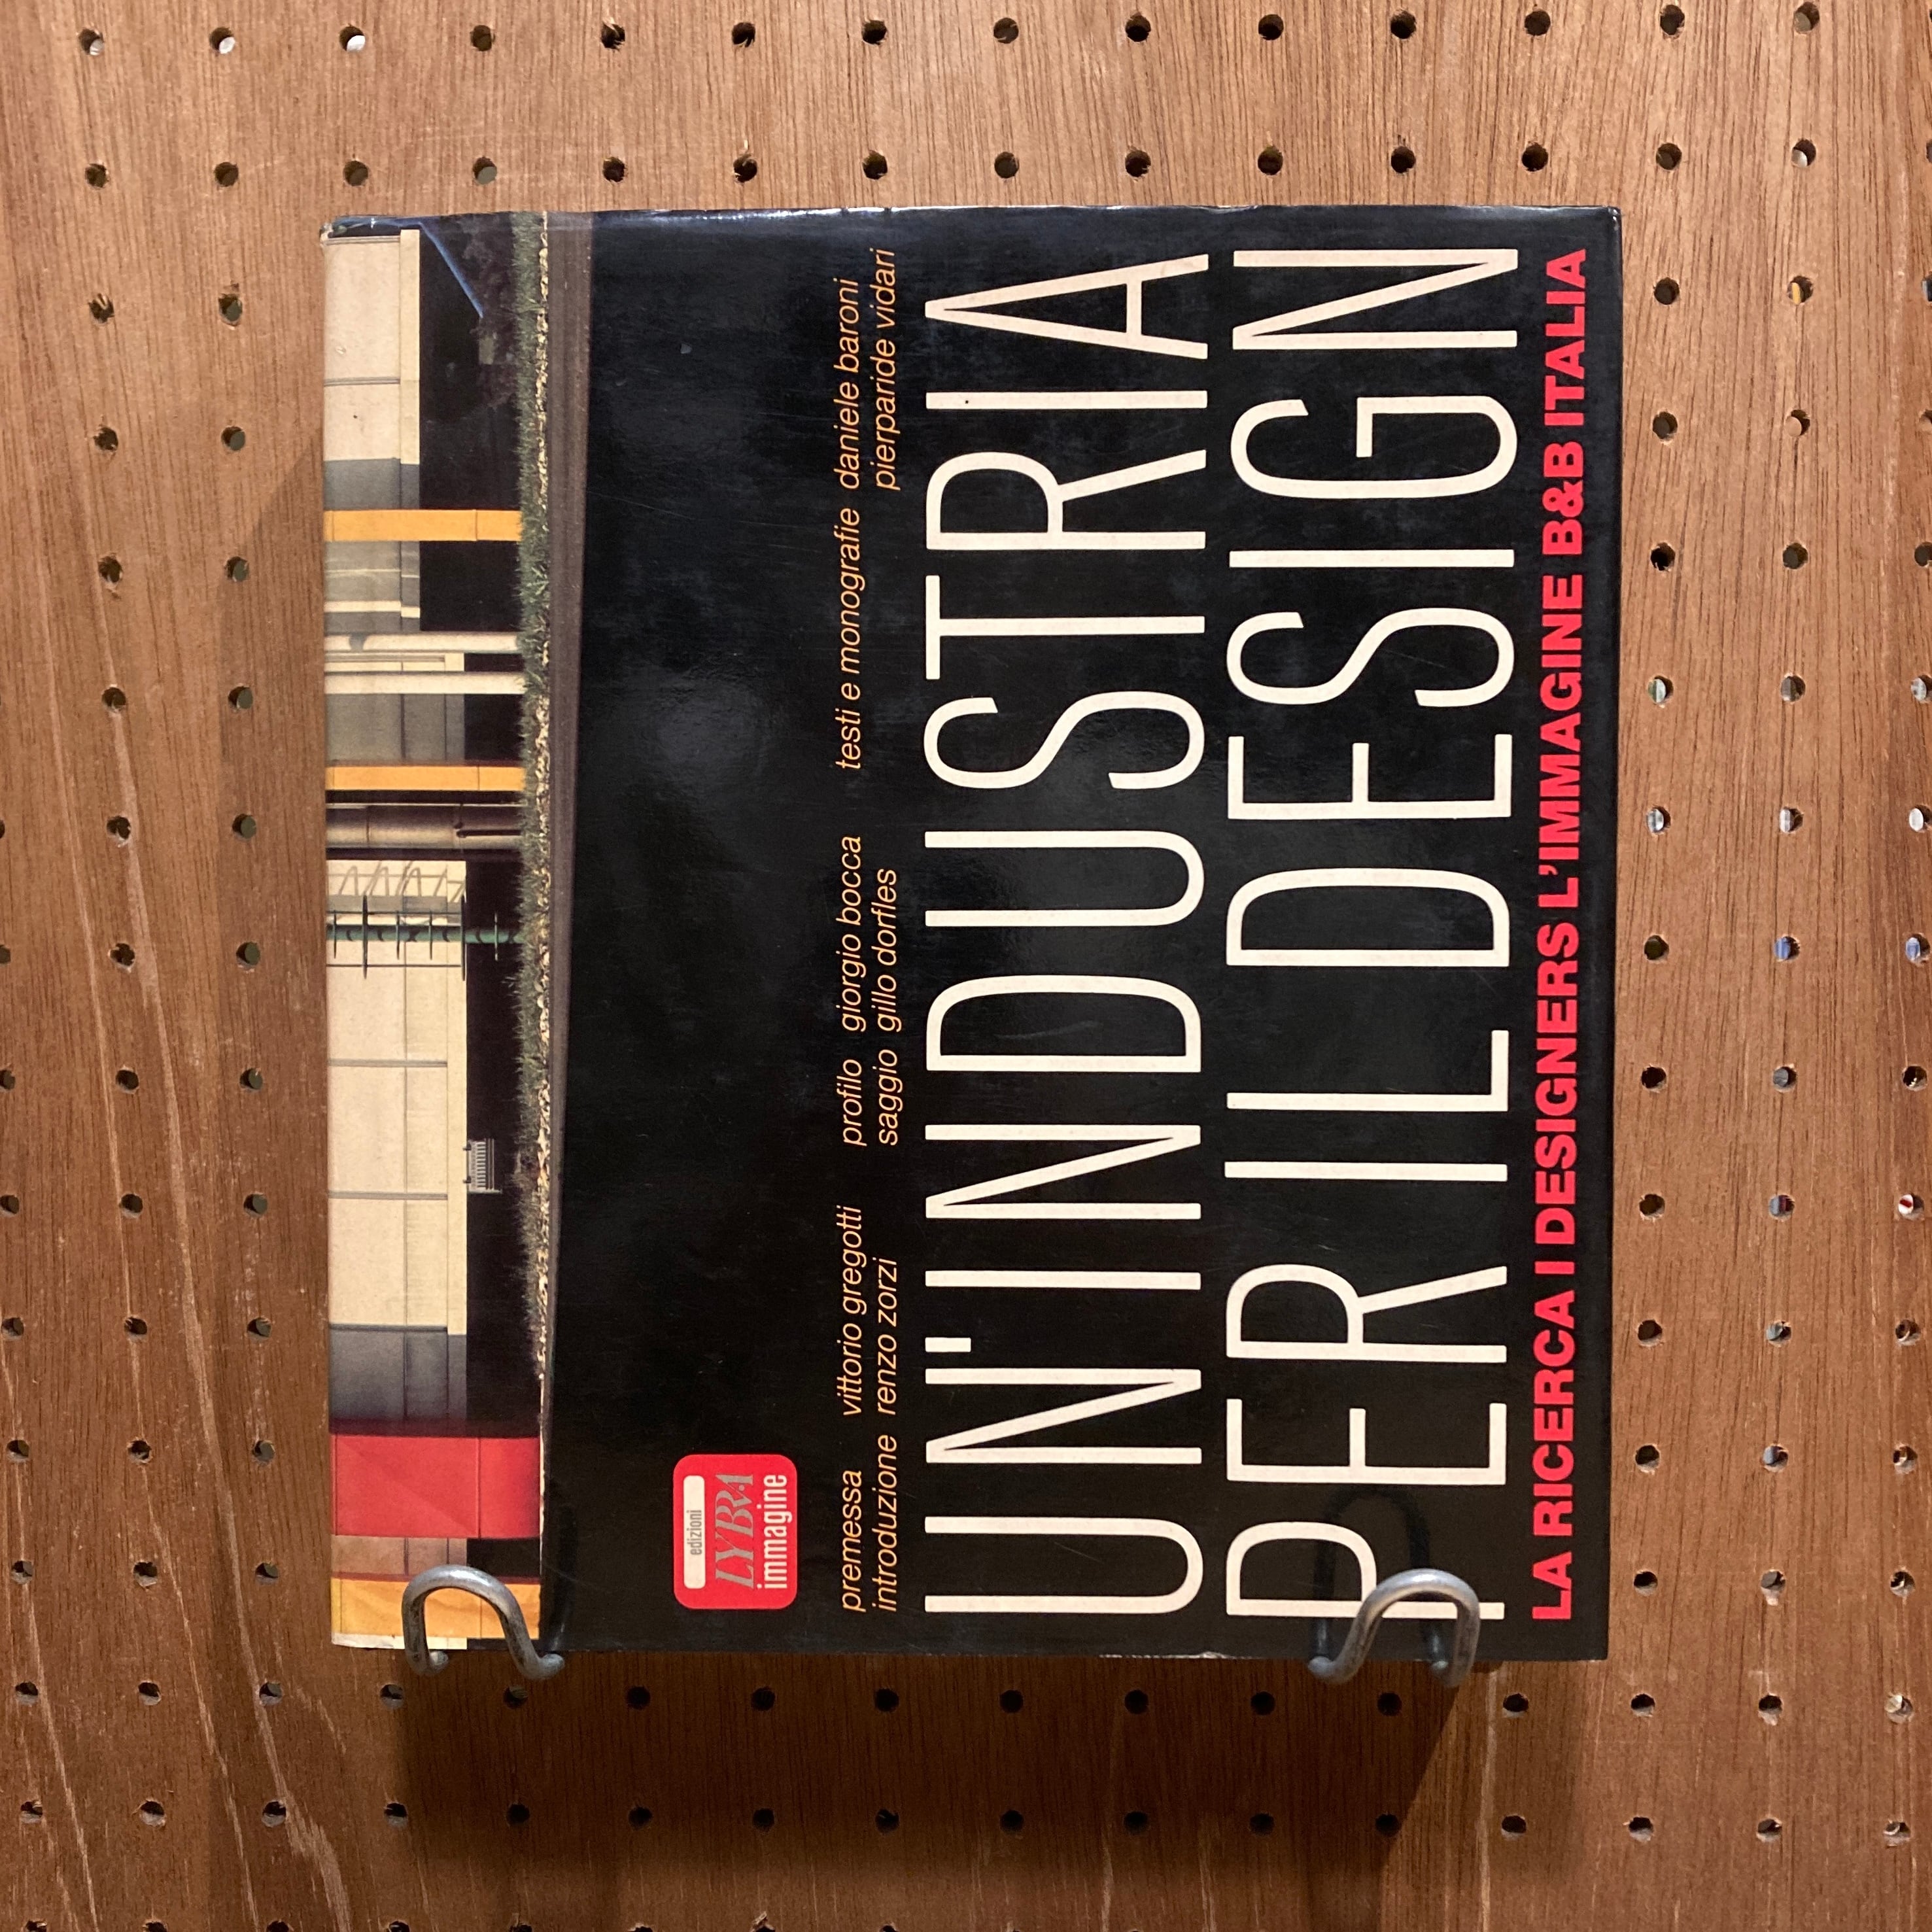 edizioni
LYBRA
immagine
premessa vittorio gregotti
introduzione renzo zorzi
profilo giorgio bocca
saggio gillo dorfles
testi e monografie daniele baroni
pierparide vidari
UN'INDUSTRIA
PER IL DESIGN
LA RICERCA I DESIGNERS L'IMMAGINE B&B ITALIA